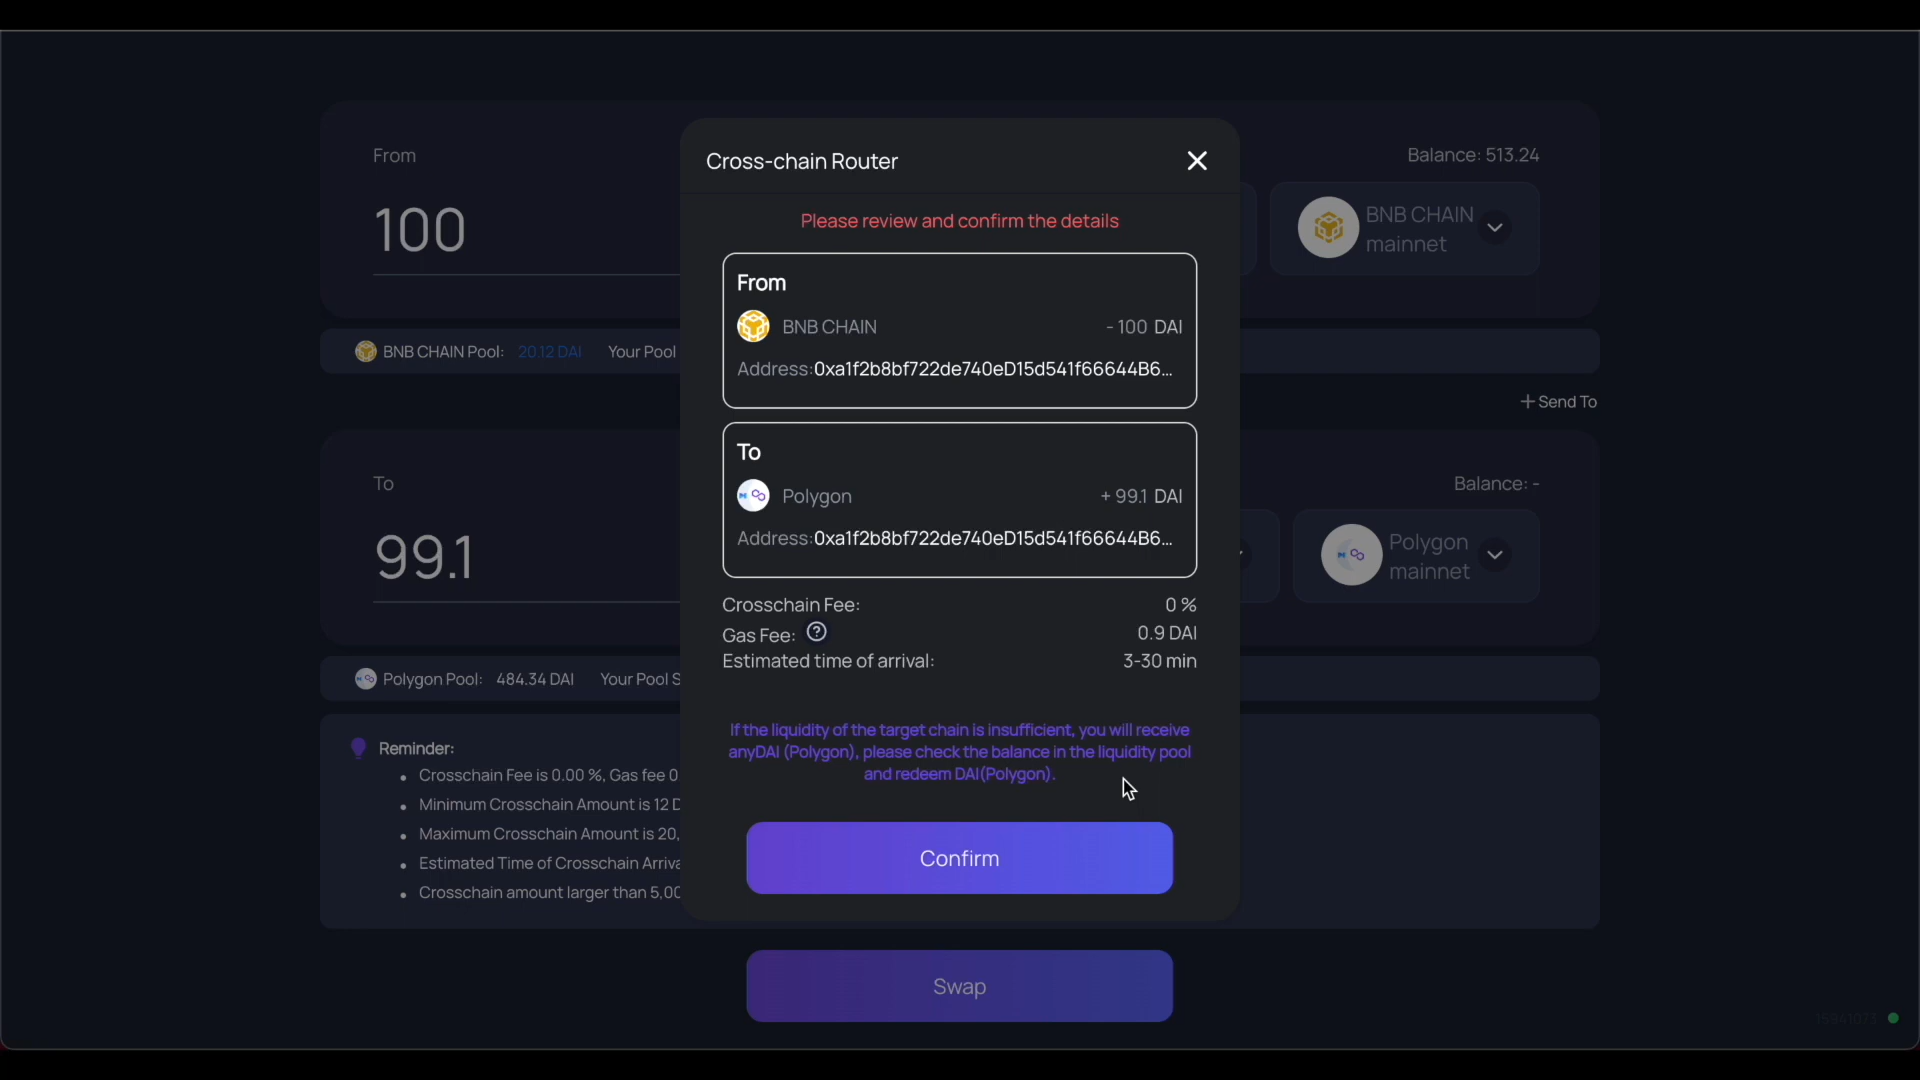 Cross-chain Router
Please review and confirm the details
From
BNB CHAIN - 100 DAI
Address:0xa1f2b8bf722de740eD15d541f66644B6...
To
Polygon + 99.1 DAI
Address:0xa1f2b8bf722de740eD15d541f66644B6...
Crosschain Fee: 0 %
Gas Fee: ? 0.9 DAI
Estimated time of arrival: 3-30 min
If the liquidity of the target chain is insufficient, you will receive
anyDAI (Polygon), please check the balance in the liquidity pool
and redeem DAI(Polygon).
Confirm
From
Balance: 513.24
100
BNB CHAIN
mainnet
BNB CHAIN Pool: 20.12 DAI Your Pool
+ Send To
To
Balance: -
99.1
Polygon
mainnet
Polygon Pool: 484.34 DAI Your Pool S
Reminder:
Crosschain Fee is 0.00 %, Gas fee 0
Minimum Crosschain Amount is 12 D
Maximum Crosschain Amount is 20,
Estimated Time of Crosschain Arriva
Crosschain amount larger than 5,00
Swap
15941073